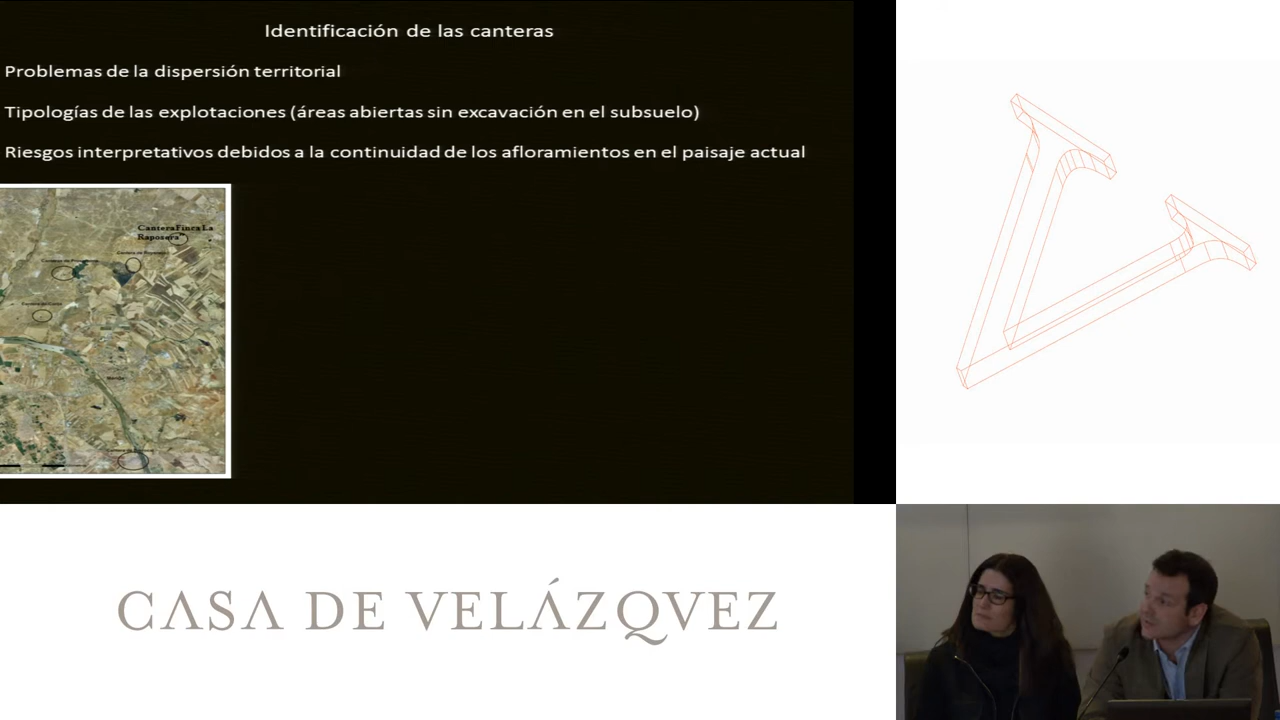 Identificación de las canteras
Problemas de la dispersión territorial
Tipologías de las explotaciones (áreas abiertas sin excavación en el subsuelo)
Riesgos interpretativos debidos a la continuidad de los afloramientos en el paisaje actual
Cantera Finca La
Raposera
CASA DE VELÁZQVEZ